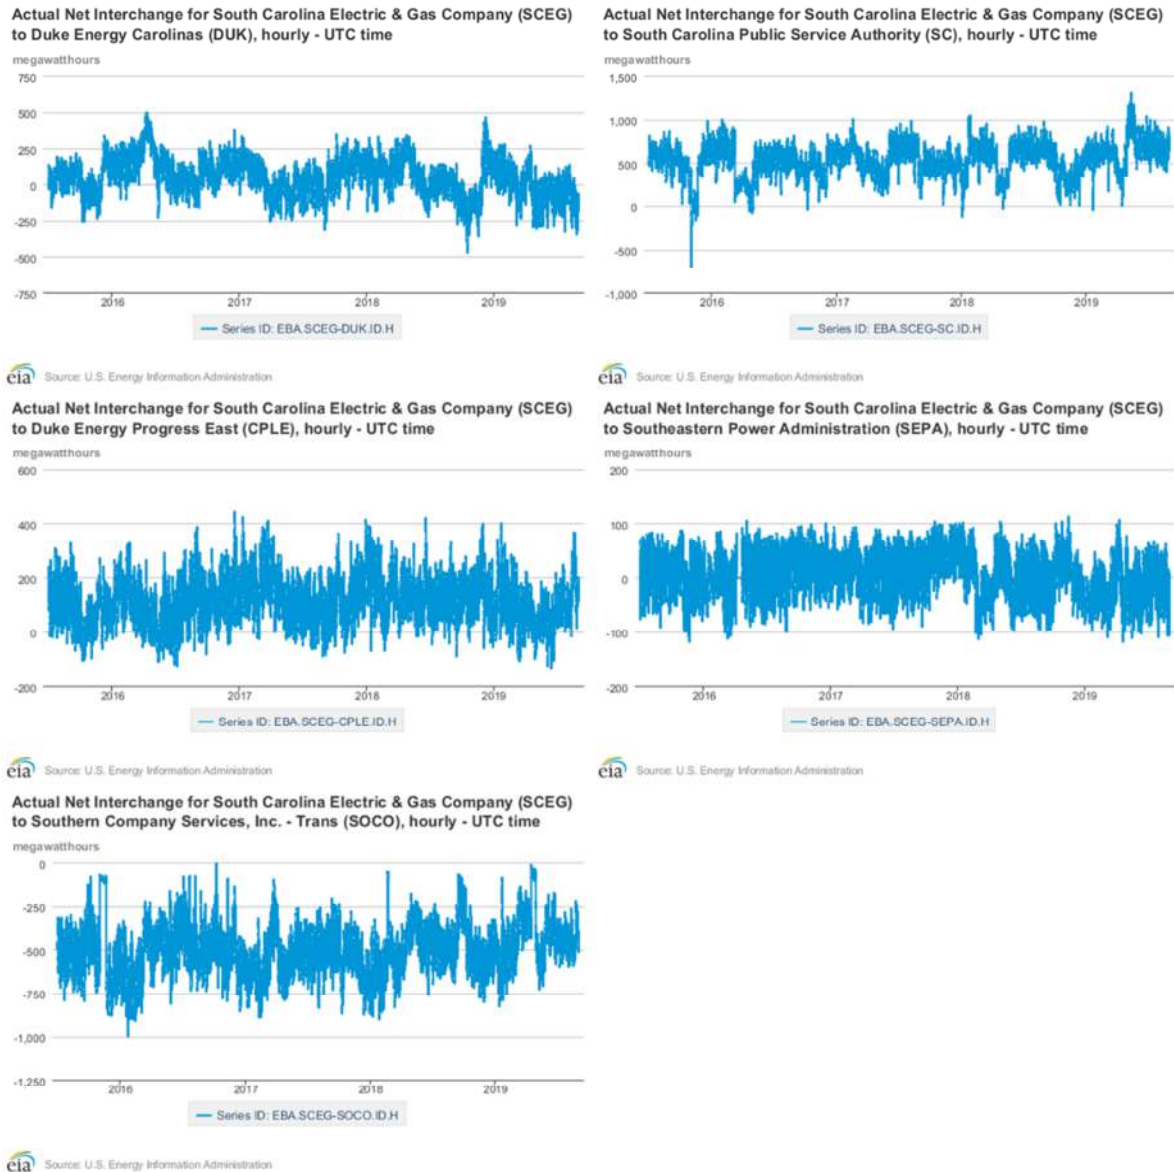 Actual Net Interchange for South Carolina Electric & Gas Company (SCEG)
to Duke Energy Carolinas (DUK), hourly - UTC time
megawatthours
750
500
250
0
-250
-500
-750
2016
2017
2018
2019
Series ID: EBA.SCEG-DUK.ID.H
eia Source: U.S. Energy Information Administration
Actual Net Interchange for South Carolina Electric & Gas Company (SCEG)
to South Carolina Public Service Authority (SC), hourly - UTC time
megawatthours
1,500
1,000
500
0
-500
-1,000
2016
2017
2018
2019
Series ID: EBA.SCEG-SC.ID.H
eia Source: U.S. Energy Information Administration
Actual Net Interchange for South Carolina Electric & Gas Company (SCEG)
to Duke Energy Progress East (CPLE), hourly - UTC time
megawatthours
600
400
200
0
-200
2016
2017
2018
2019
Series ID: EBA.SCEG-CPLE.ID.H
eia Source: U.S. Energy Information Administration
Actual Net Interchange for South Carolina Electric & Gas Company (SCEG)
to Southeastern Power Administration (SEPA), hourly - UTC time
megawatthours
200
100
0
-100
-200
2016
2017
2018
2019
Series ID: EBA.SCEG-SEPA.ID.H
eia Source: U.S. Energy Information Administration
Actual Net Interchange for South Carolina Electric & Gas Company (SCEG)
to Southern Company Services, Inc. - Trans (SOCO), hourly - UTC time
megawatthours
0
-250
-500
-750
-1,000
-1,250
2016
2017
2018
2019
Series ID: EBA.SCEG-SOCO.ID.H
eia Source: U.S. Energy Information Administration